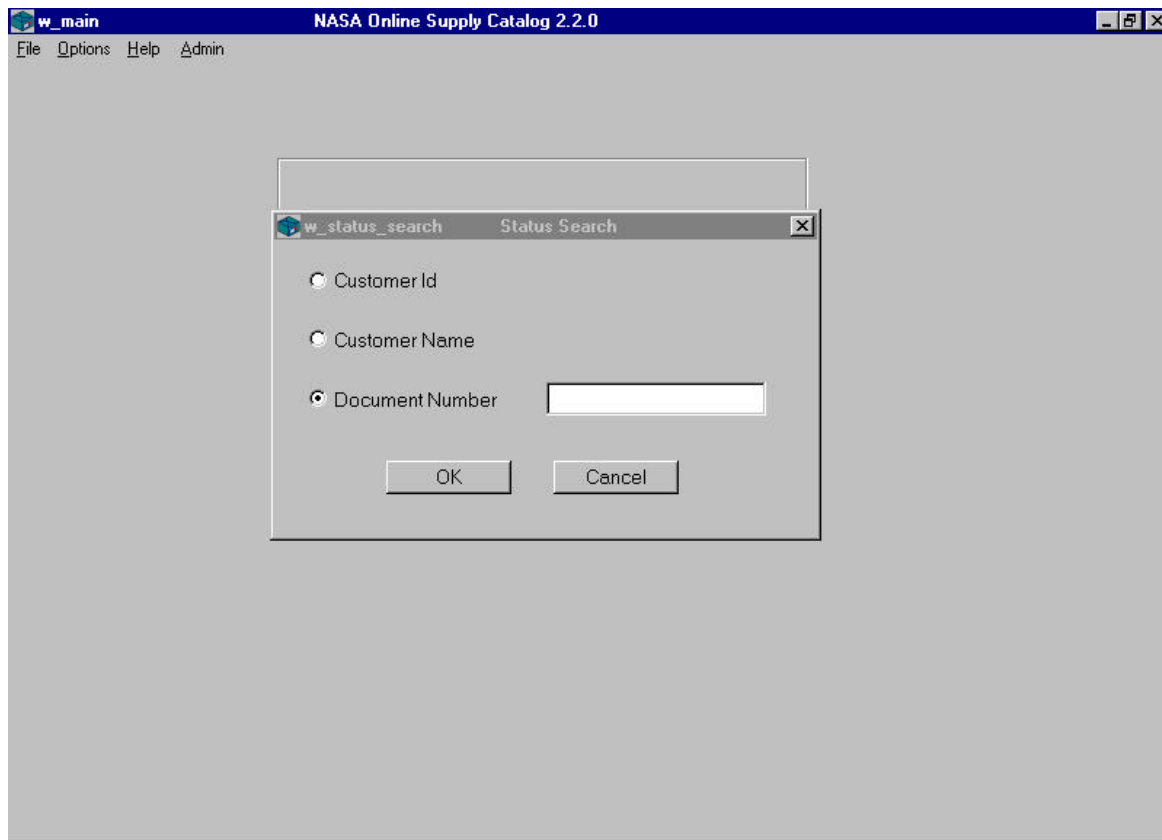 w_main NASA Online Supply Catalog 2.2.0
File Options Help Admin
w_status_search Status Search
Customer Id
Customer Name
Document Number
OK Cancel